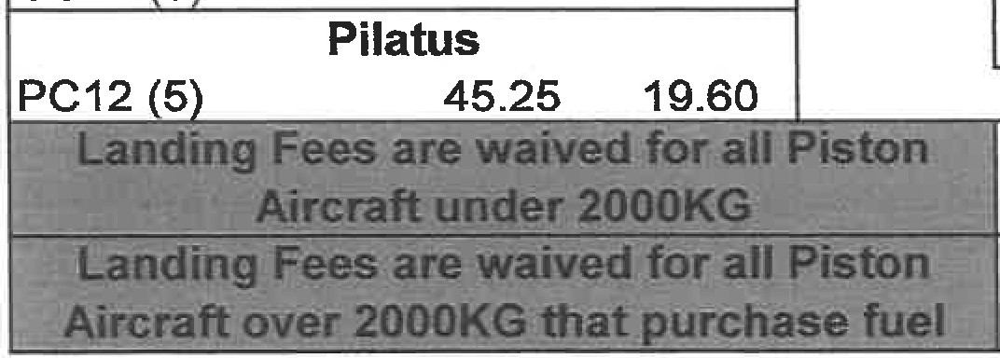 Pilatus
PC12 (5) 45.25 19.60
Landing Fees are waived for all Piston
Aircraft under 2000KG
Landing Fees are waived for all Piston
Aircraft over 2000KG that purchase fuel